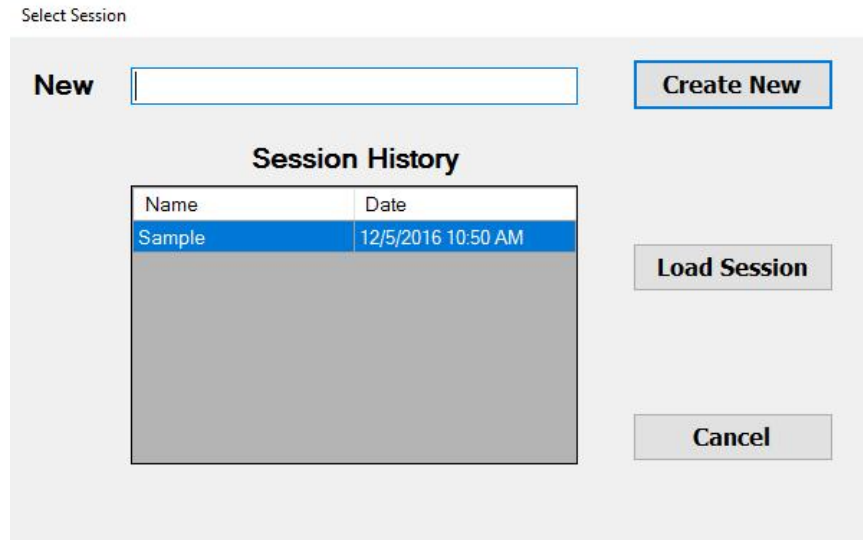 Select Session
New
Create New
Session History
Name Date
Sample 12/5/2016 10:50 AM
Load Session
Cancel